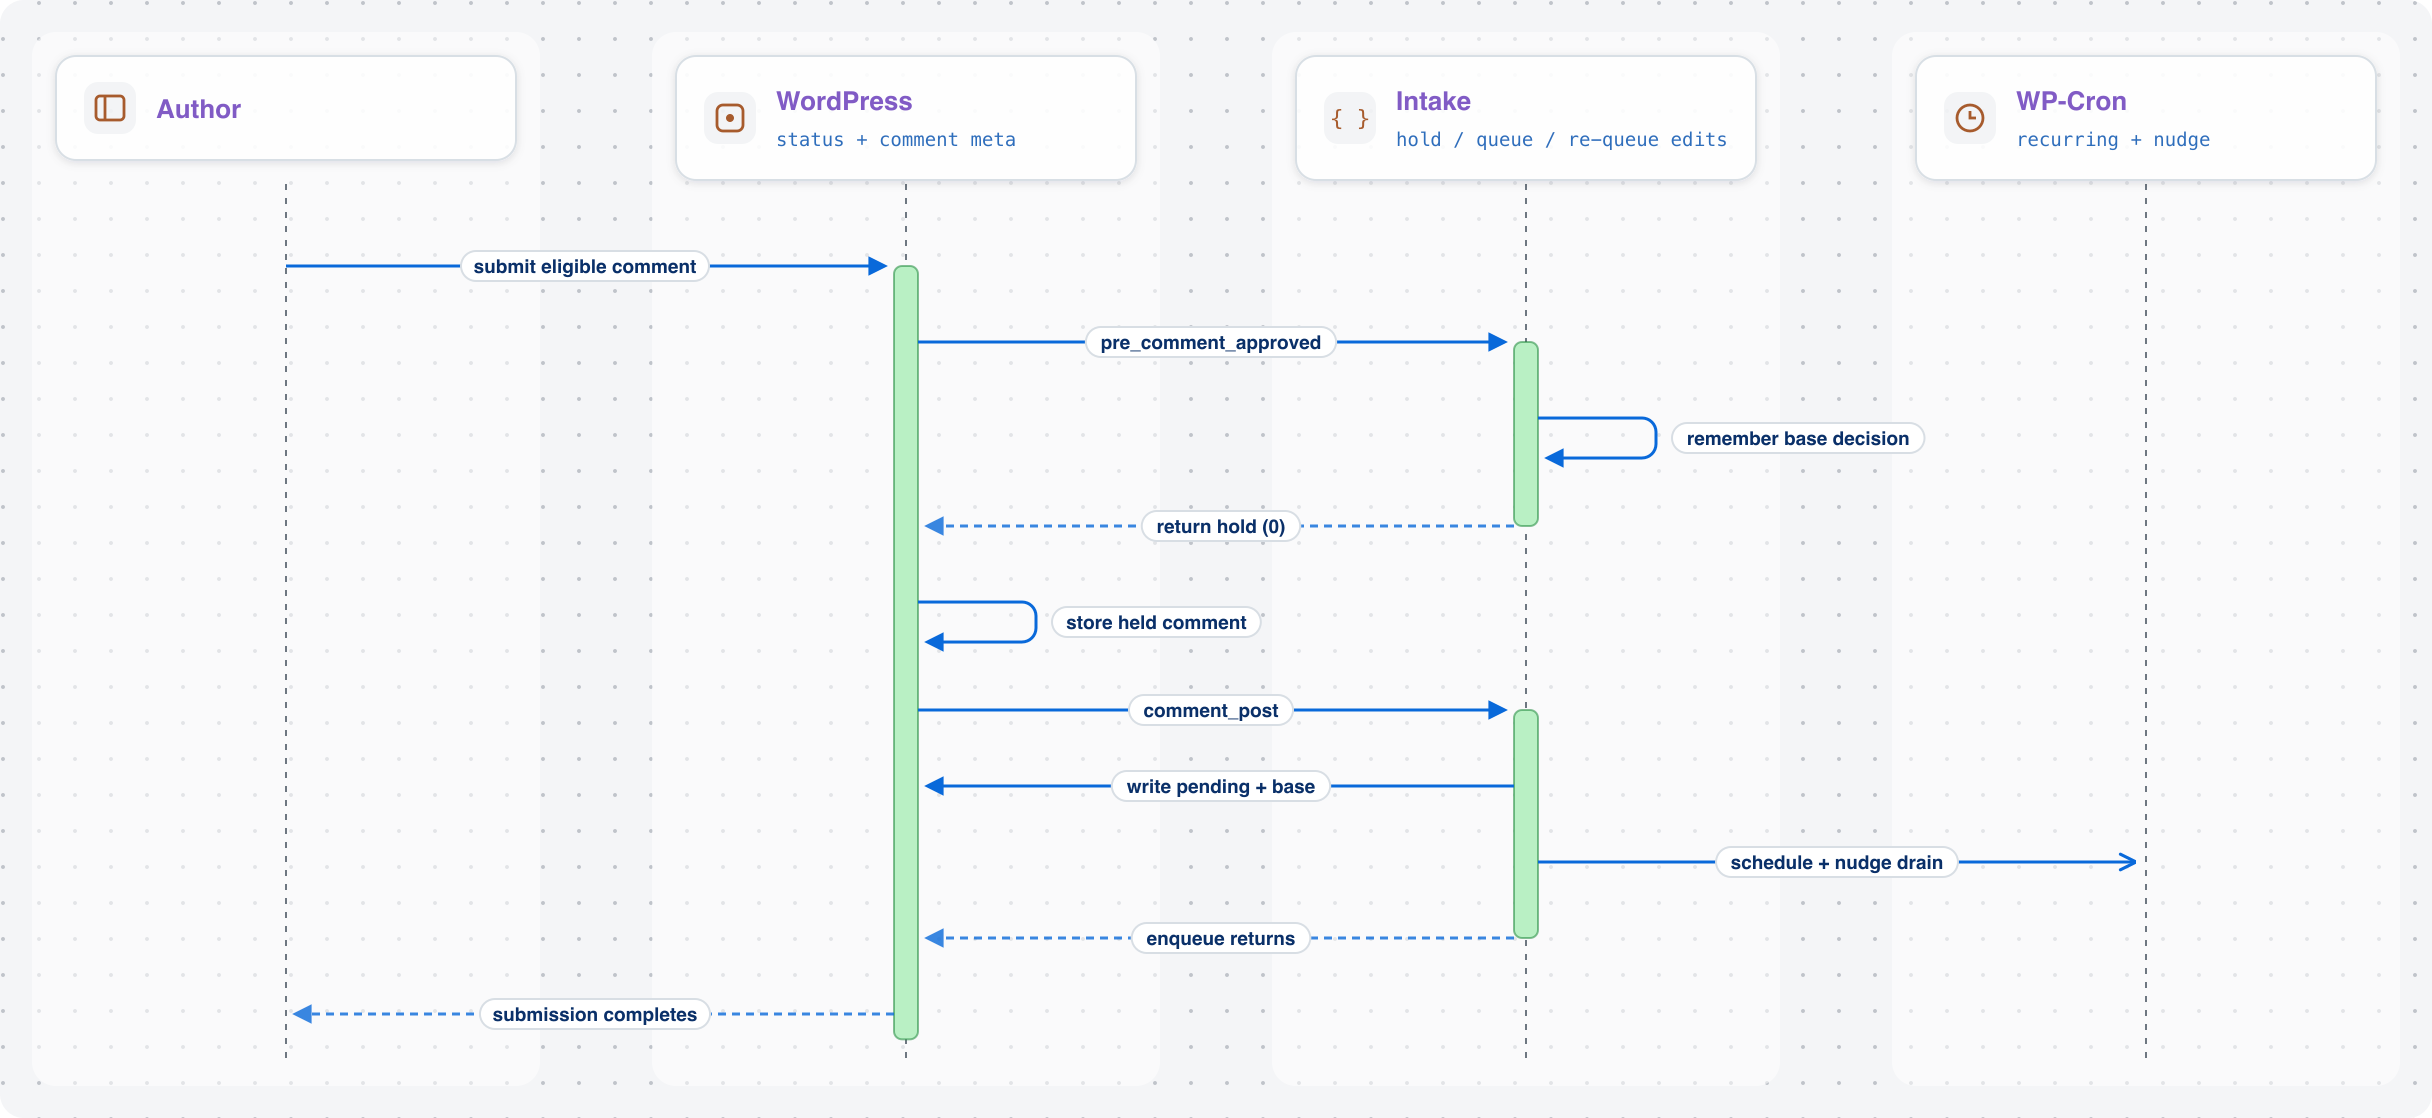 Author
WordPress
status + comment meta
{ }
Intake
hold / queue / re-queue edits
WP-Cron
recurring + nudge
submit eligible comment
pre_comment_approved
remember base decision
return hold (0)
store held comment
comment_post
write pending + base
schedule + nudge drain
enqueue returns
submission completes